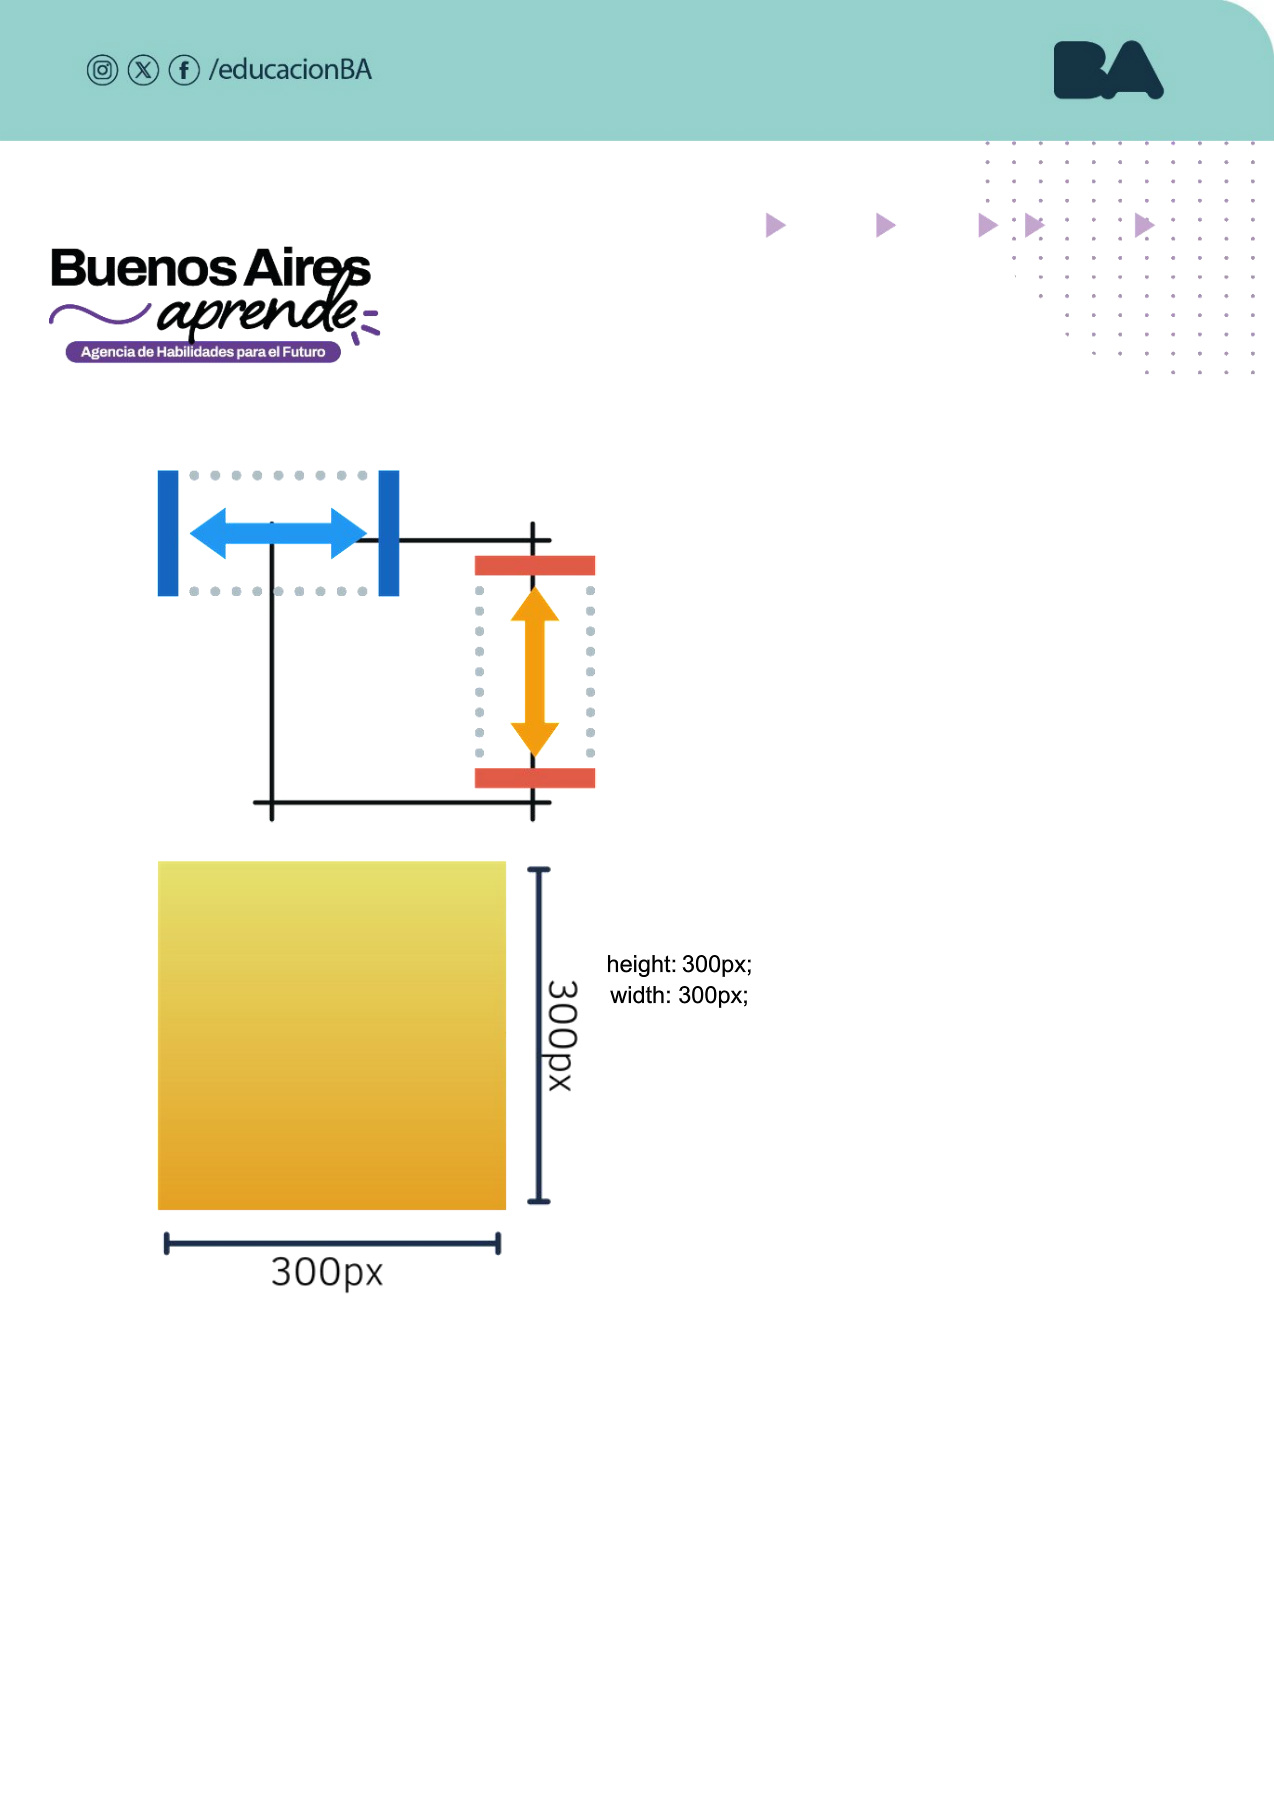 /educacionBA
BA
Buenos Aires
aprende
Agencia de Habilidades para el Futuro
height: 300px;
width: 300px;
300px
300px